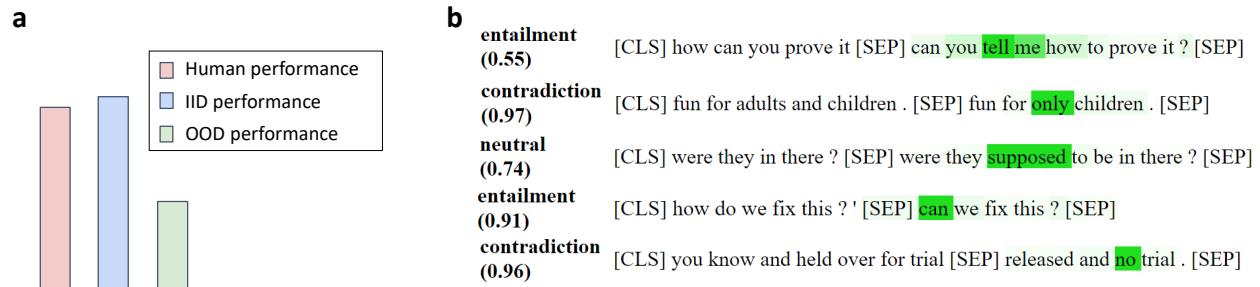 a
Human performance
IID performance
OOD performance
b
entailment
(0.55)
[CLS] how can you prove it [SEP] can you tell me how to prove it ? [SEP]
contradiction
(0.97)
[CLS] fun for adults and children . [SEP] fun for only children . [SEP]
neutral
(0.74)
[CLS] were they in there ? [SEP] were they supposed to be in there ? [SEP]
entailment
(0.91)
[CLS] how do we fix this ? ' [SEP] can we fix this ? [SEP]
contradiction
(0.96)
[CLS] you know and held over for trial [SEP] released and no trial . [SEP]